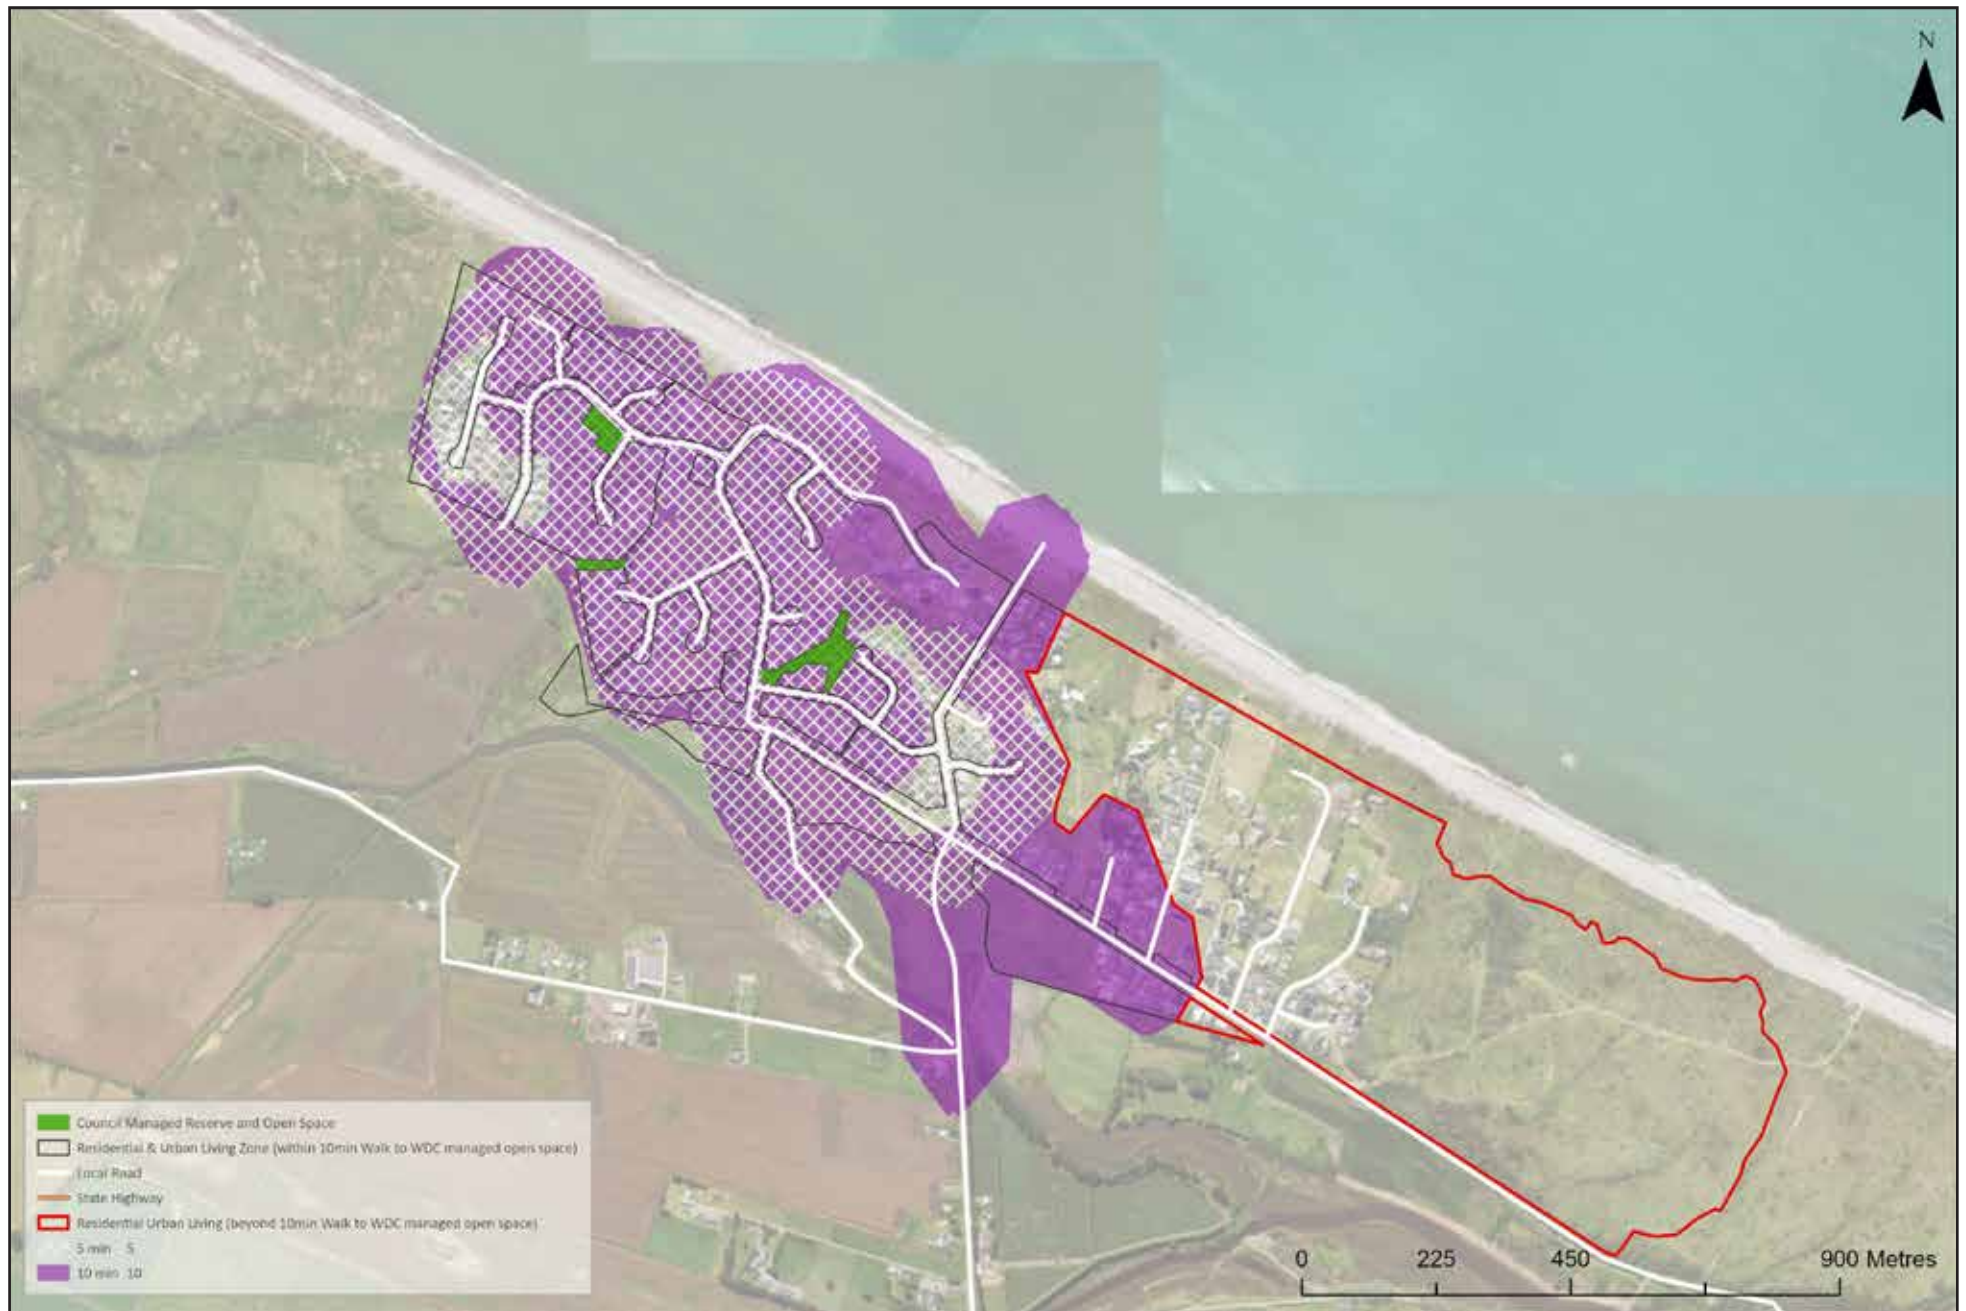 N
Council Managed Reserve and Open Space
Residential & Urban Living Zone (within 10min Walk to WDC managed open space)
Local Road
State Highway
Residential Urban Living (beyond 10min Walk to WDC managed open space)
5 min 5
10 min 10
0 225 450 900 Metres